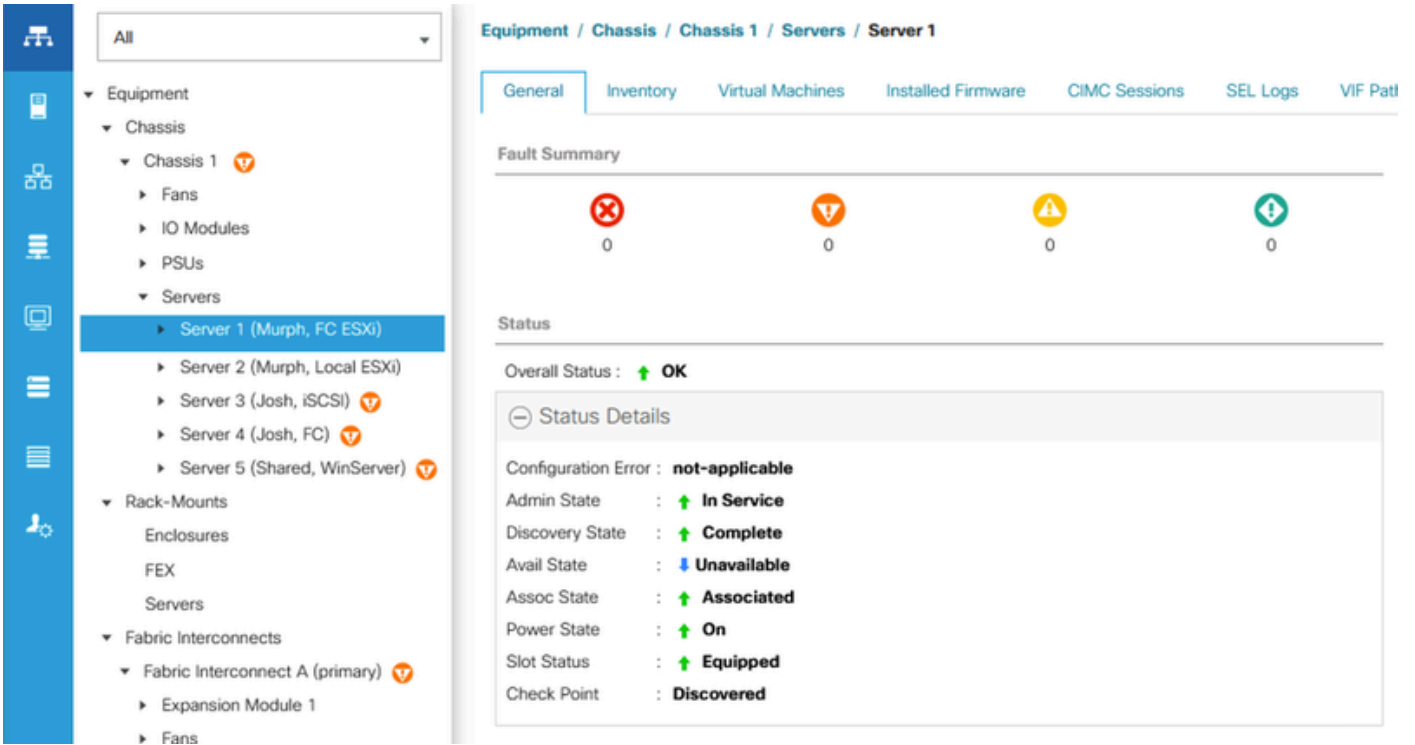 All
Equipment
Chassis
Chassis 1
Fans
IO Modules
PSUs
Servers
Server 1 (Murph, FC ESXi)
Server 2 (Murph, Local ESXi)
Server 3 (Josh, iSCSI)
Server 4 (Josh, FC)
Server 5 (Shared, WinServer)
Rack-Mounts
Enclosures
FEX
Servers
Fabric Interconnects
Fabric Interconnect A (primary)
Expansion Module 1
Fans
Equipment / Chassis / Chassis 1 / Servers / Server 1
General Inventory Virtual Machines Installed Firmware CIMC Sessions SEL Logs VIF Path
Fault Summary
0 0 0 0
Status
Overall Status : OK
Status Details
Configuration Error : not-applicable
Admin State : In Service
Discovery State : Complete
Avail State : Unavailable
Assoc State : Associated
Power State : On
Slot Status : Equipped
Check Point : Discovered